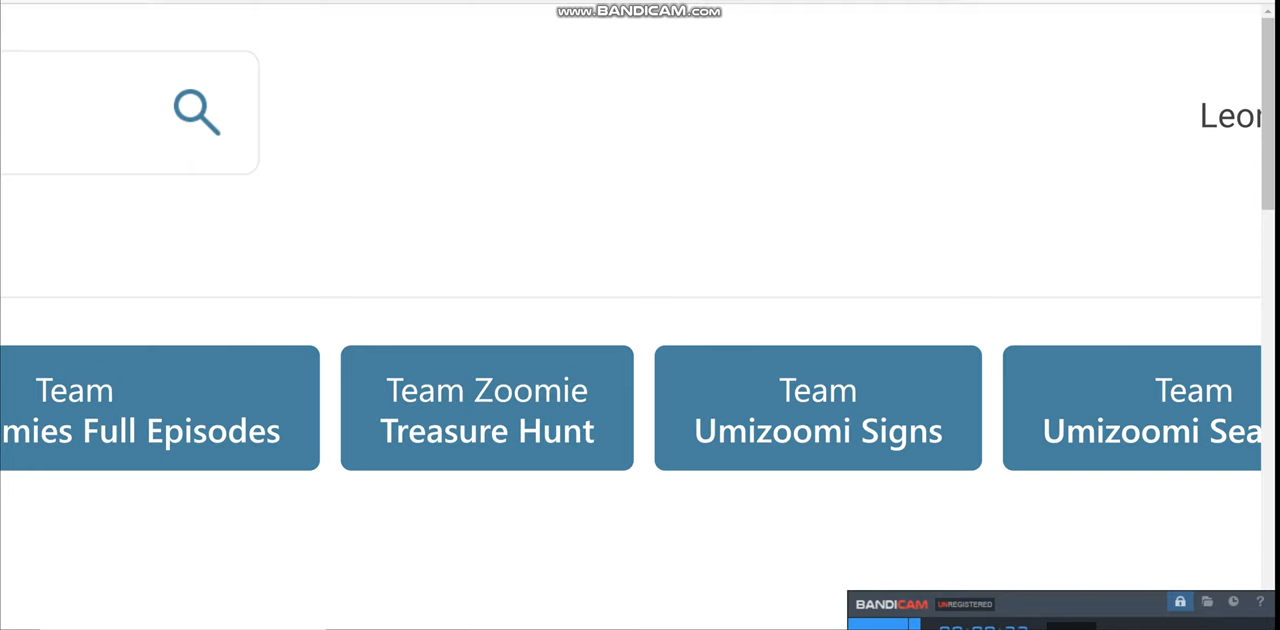 www.BANDICAM.com
Leon
Team
mies Full Episodes
Team Zoomie
Treasure Hunt
Team
Umizoomi Signs
Team
Umizoomi Sea
BANDICAM UNREGISTERED
?